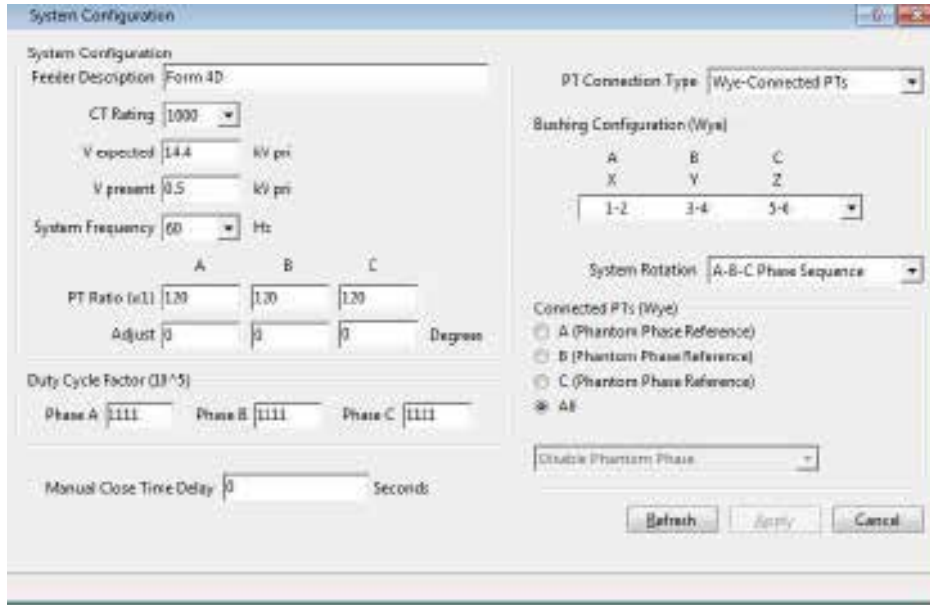 System Configuration
System Configuration
Feeder Description Form 4D
CT Rating 1000
V expected 14.4 kV pri
V present 0.5 kV pri
System Frequency 60 Hz
A B C
PT Ratio (x:1) 120 120 120
Adjust 0 0 0 Degrees
Duty Cycle Factor (10^5)
Phase A 1111 Phase B 1111 Phase C 1111
Manual Close Time Delay 0 Seconds
PT Connection Type Wye-Connected PTs
Bushing Configuration (Wye)
A B C
X Y Z
1-2 3-4 5-6
System Rotation A-B-C Phase Sequence
Connected PTs (Wye)
A (Phantom Phase Reference)
B (Phantom Phase Reference)
C (Phantom Phase Reference)
All
Disable Phantom Phase
Refresh Apply Cancel